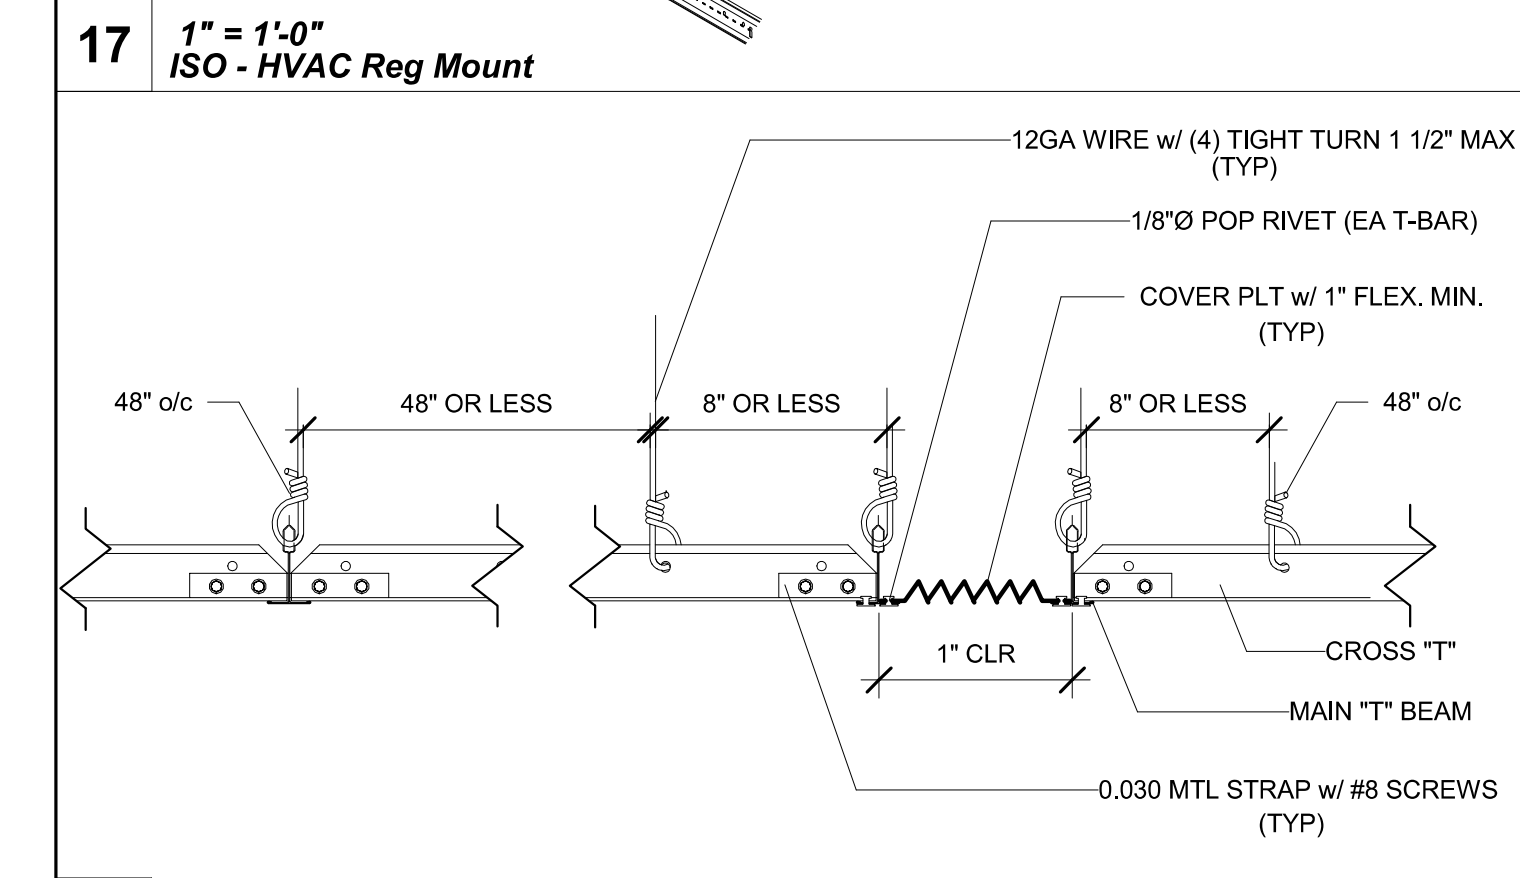 17
1" = 1'-0"
ISO - HVAC Reg Mount
12GA WIRE w/ (4) TIGHT TURN 1 1/2" MAX
(TYP)
1/8"Ø POP RIVET (EA T-BAR)
COVER PLT w/ 1" FLEX. MIN.
(TYP)
48" o/c
48" OR LESS
8" OR LESS
8" OR LESS
48" o/c
1" CLR
CROSS "T"
MAIN "T" BEAM
0.030 MTL STRAP w/ #8 SCREWS
(TYP)